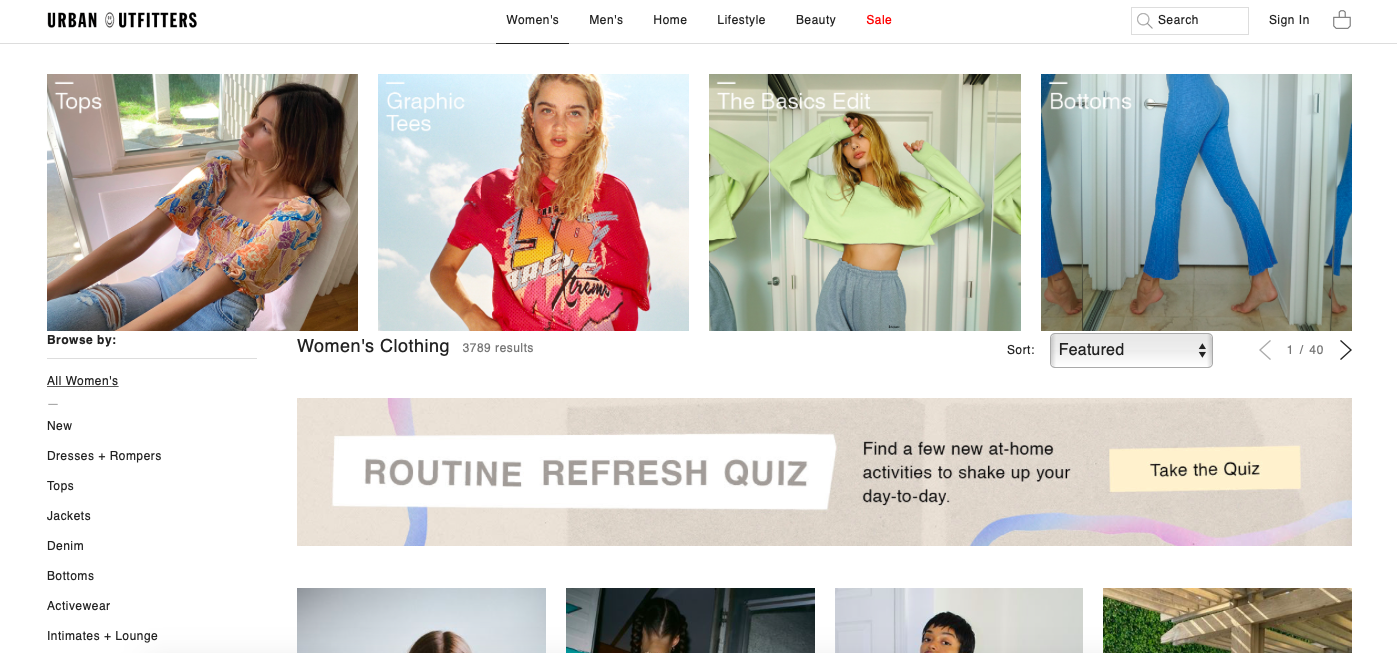 URBAN OUTFITTERS
Women's
Men's
Home
Lifestyle
Beauty
Sale
Search
Sign In
Tops
Graphic
Tees
The Basics Edit
Bottoms
Xtreme
Browse by:
Women's Clothing
3789 results
Sort:
Featured
1 / 40
All Women's
New
Dresses + Rompers
Tops
Jackets
Denim
Bottoms
Activewear
Intimates + Lounge
ROUTINE REFRESH QUIZ
Find a few new at-home
activities to shake up your
day-to-day.
Take the Quiz